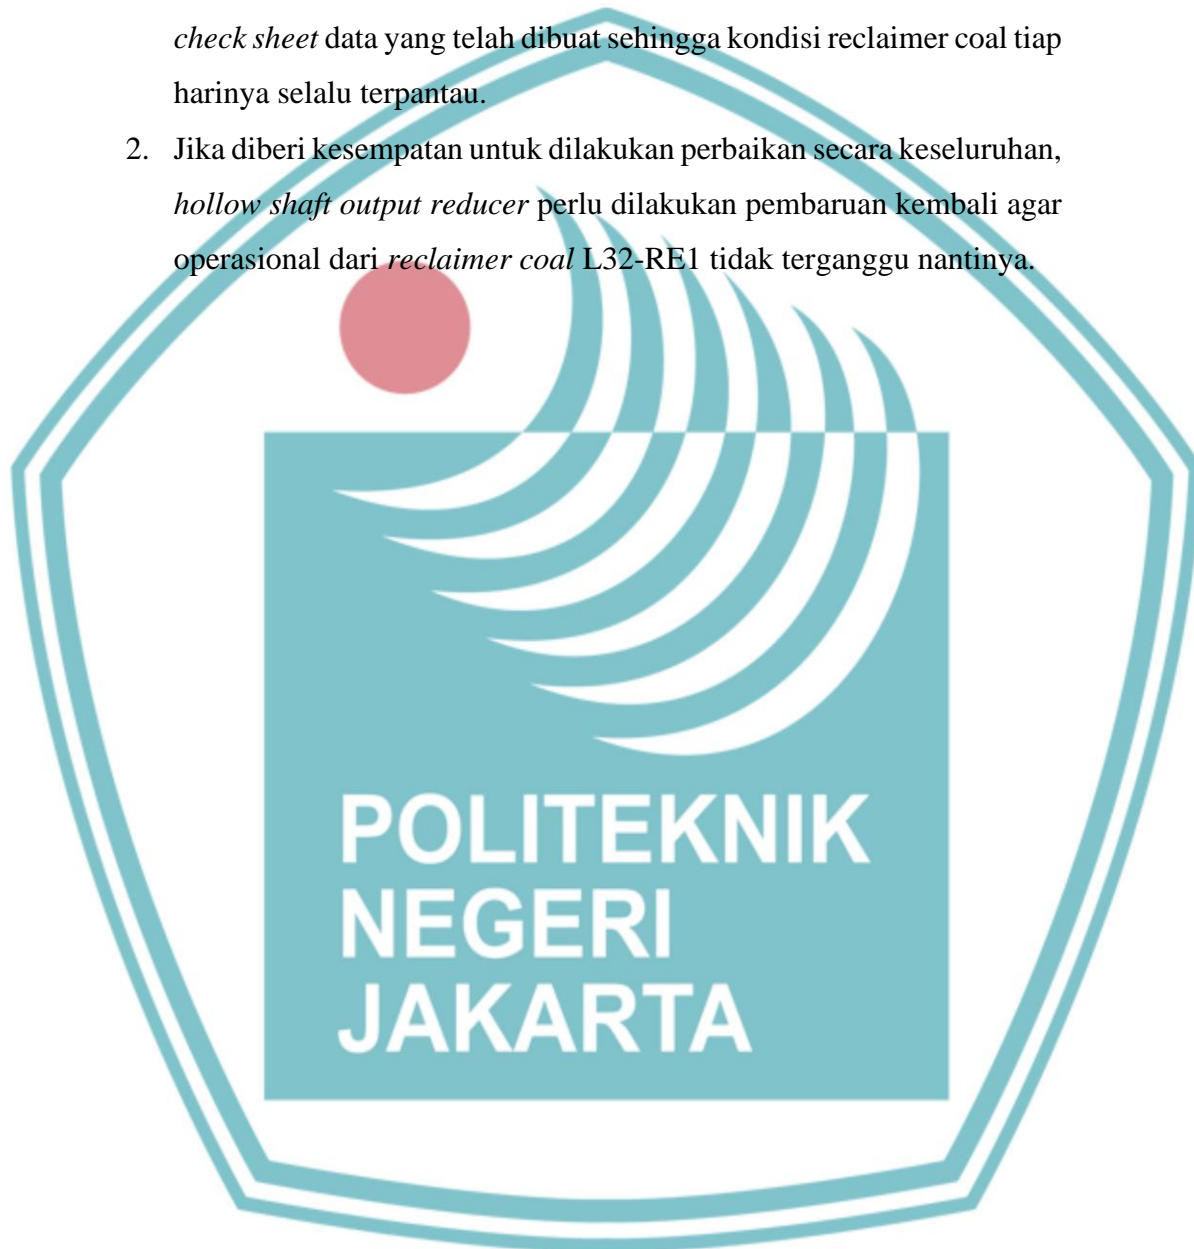 check sheet data yang telah dibuat sehingga kondisi reclaimer coal tiap
harinya selalu terpantau.
2. Jika diberi kesempatan untuk dilakukan perbaikan secara keseluruhan,
hollow shaft output reducer perlu dilakukan pembaruan kembali agar
operasional dari reclaimer coal L32-RE1 tidak terganggu nantinya.
POLITEKNIK
NEGERI
JAKARTA